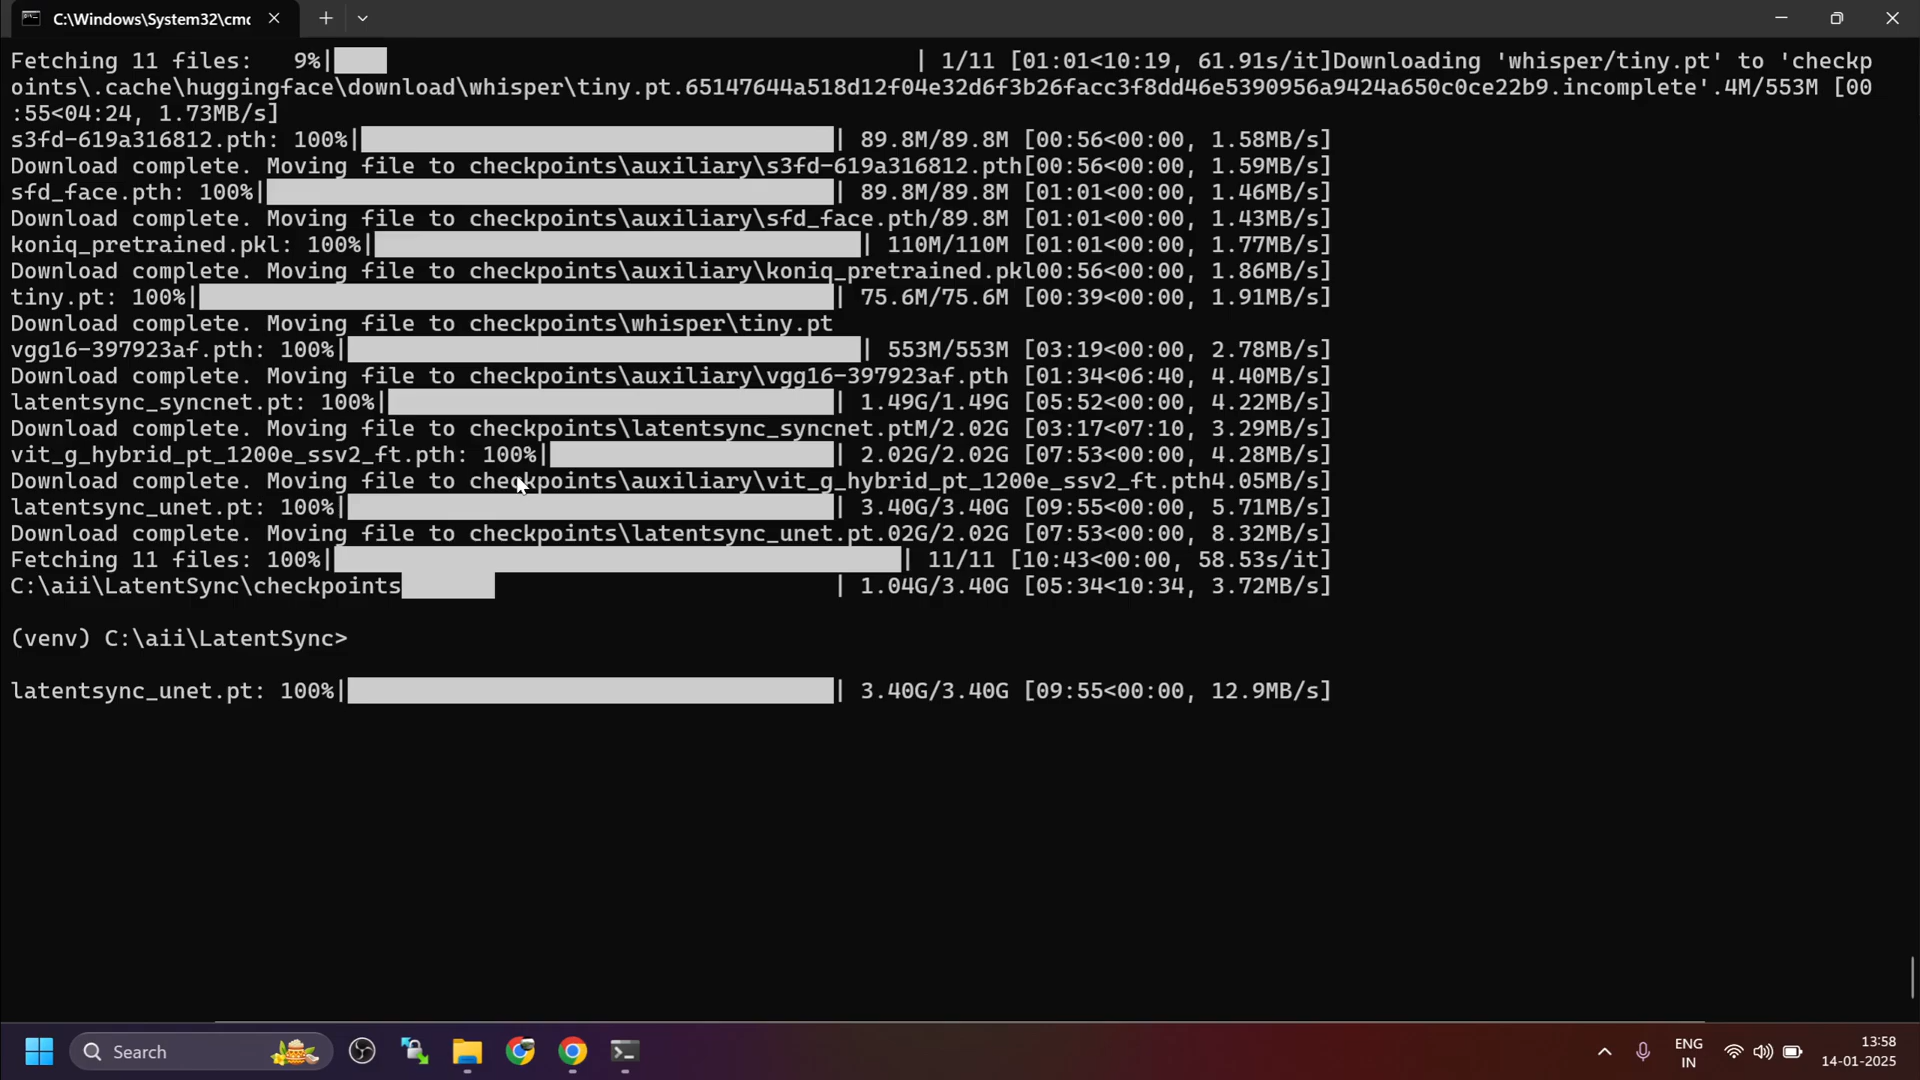 C:\Windows\System32\cmc
Fetching 11 files:   9%| | 1/11 [01:01<10:19, 61.91s/it]Downloading 'whisper/tiny.pt' to 'checkp
oints\.cache\huggingface\download\whisper\tiny.pt.65147644a518d12f04e32d6f3b26facc3f8dd46e5390956a9424a650c0ce22b9.incomplete'.4M/553M [00
:55<04:24, 1.73MB/s]
s3fd-619a316812.pth: 100%| | 89.8M/89.8M [00:56<00:00, 1.58MB/s]
Download complete. Moving file to checkpoints\auxiliary\s3fd-619a316812.pth[00:56<00:00, 1.59MB/s]
sfd_face.pth: 100%| | 89.8M/89.8M [01:01<00:00, 1.46MB/s]
Download complete. Moving file to checkpoints\auxiliary\sfd_face.pth/89.8M [01:01<00:00, 1.43MB/s]
koniq_pretrained.pkl: 100%| | 110M/110M [01:01<00:00, 1.77MB/s]
Download complete. Moving file to checkpoints\auxiliary\koniq_pretrained.pkl00:56<00:00, 1.86MB/s]
tiny.pt: 100%| | 75.6M/75.6M [00:39<00:00, 1.91MB/s]
Download complete. Moving file to checkpoints\whisper\tiny.pt
vgg16-397923af.pth: 100%| | 553M/553M [03:19<00:00, 2.78MB/s]
Download complete. Moving file to checkpoints\auxiliary\vgg16-397923af.pth [01:34<06:40, 4.40MB/s]
latentsync_syncnet.pt: 100%| | 1.49G/1.49G [05:52<00:00, 4.22MB/s]
Download complete. Moving file to checkpoints\latentsync_syncnet.ptM/2.02G [03:17<07:10, 3.29MB/s]
vit_g_hybrid_pt_1200e_ssv2_ft.pth: 100%| | 2.02G/2.02G [07:53<00:00, 4.28MB/s]
Download complete. Moving file to checkpoints\auxiliary\vit_g_hybrid_pt_1200e_ssv2_ft.pth4.05MB/s]
latentsync_unet.pt: 100%| | 3.40G/3.40G [09:55<00:00, 5.71MB/s]
Download complete. Moving file to checkpoints\latentsync_unet.pt.02G/2.02G [07:53<00:00, 8.32MB/s]
Fetching 11 files: 100%| | 11/11 [10:43<00:00, 58.53s/it]
C:\aii\LatentSync\checkpoints | 1.04G/3.40G [05:34<10:34, 3.72MB/s]
(venv) C:\aii\LatentSync>
latentsync_unet.pt: 100%| | 3.40G/3.40G [09:55<00:00, 12.9MB/s]
Search
ENG
IN
13:58
14-01-2025